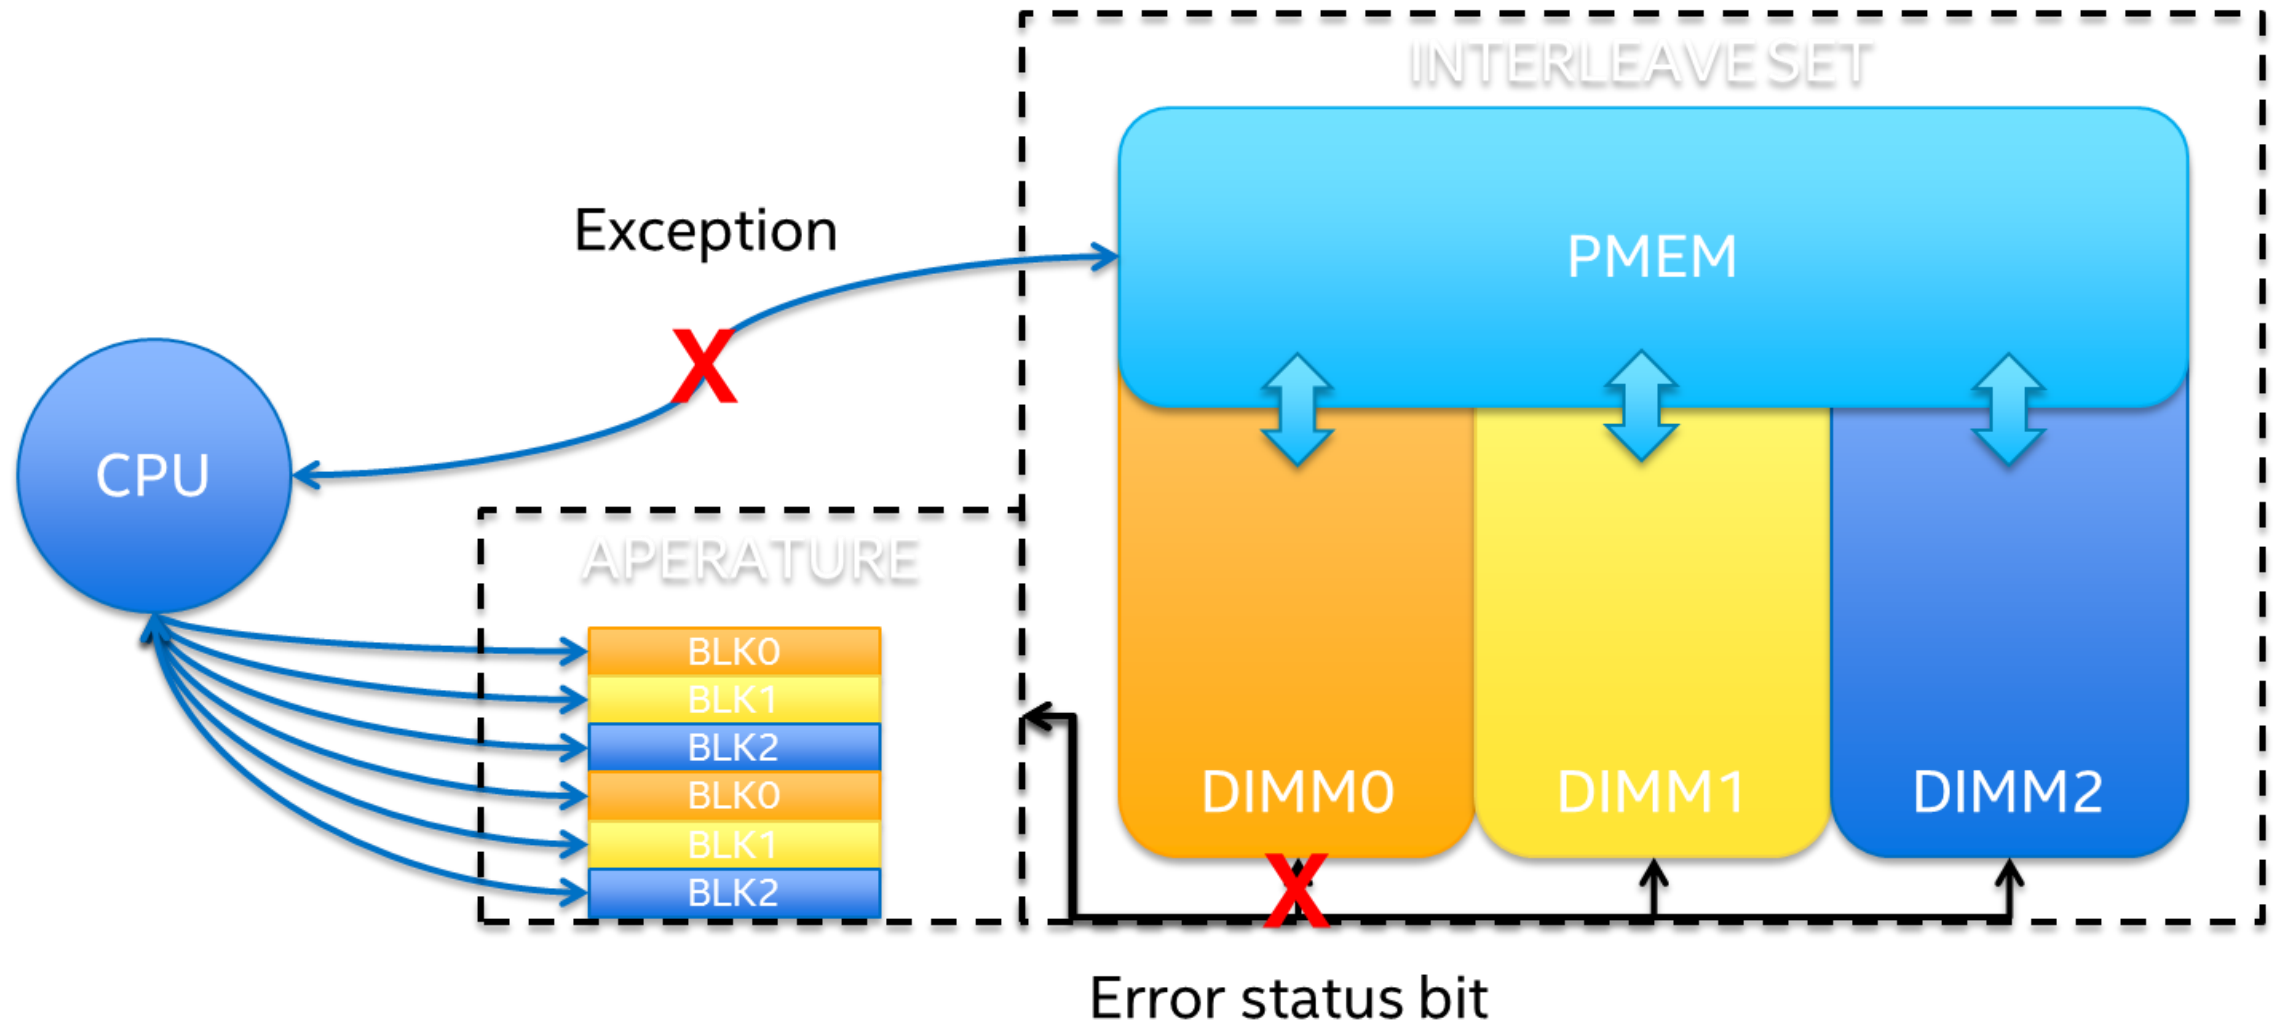 INTERLEAVE SET
Exception
PMEM
CPU
APERATURE
BLK0
BLK1
BLK2
BLK0
BLK1
BLK2
DIMM0
DIMM1
DIMM2
X
X
Error status bit